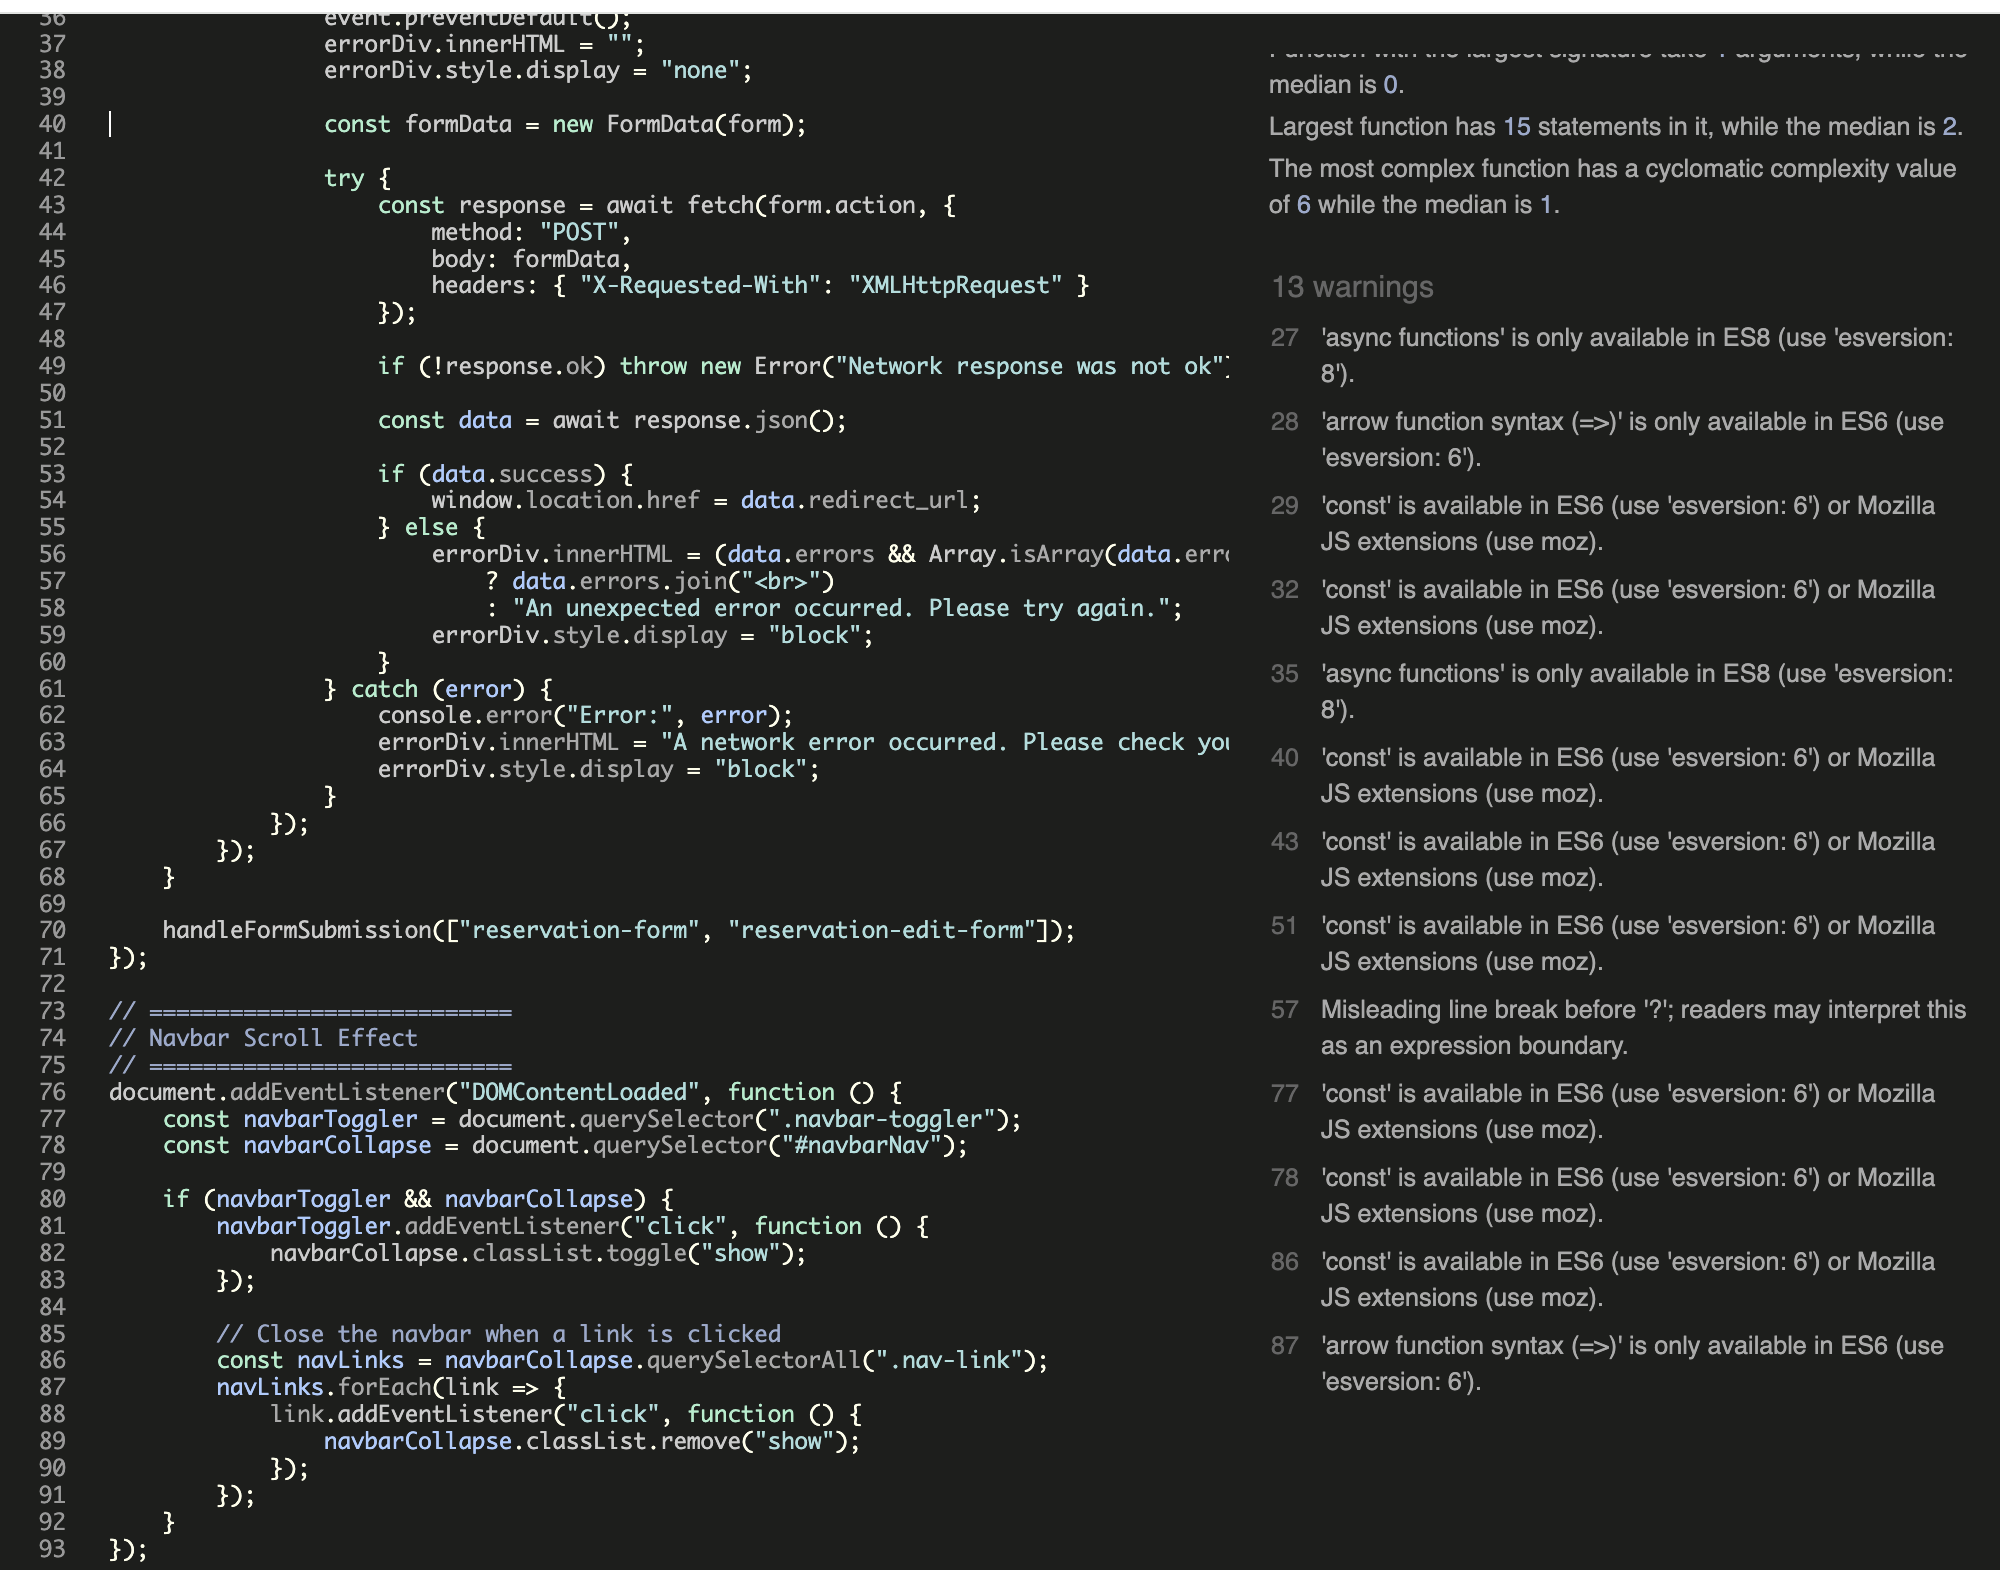 36 event.preventDefault();
37 errorDiv.innerHTML = "";
38 errorDiv.style.display = "none";
39
40 const formData = new FormData(form);
41
42 try {
43 const response = await fetch(form.action, {
44 method: "POST",
45 body: formData,
46 headers: { "X-Requested-With": "XMLHttpRequest" }
47 });
48
49 if (!response.ok) throw new Error("Network response was not ok")
50
51 const data = await response.json();
52
53 if (data.success) {
54 window.location.href = data.redirect_url;
55 } else {
56 errorDiv.innerHTML = (data.errors && Array.isArray(data.erro
57 ? data.errors.join("<br>")
58 : "An unexpected error occurred. Please try again.";
59 errorDiv.style.display = "block";
60 }
61 } catch (error) {
62 console.error("Error:", error);
63 errorDiv.innerHTML = "A network error occurred. Please check you
64 errorDiv.style.display = "block";
65 }
66 });
67 });
68 }
69
70 handleFormSubmission(["reservation-form", "reservation-edit-form"]);
71 });
72
73 // ===========================
74 // Navbar Scroll Effect
75 // ===========================
76 document.addEventListener("DOMContentLoaded", function () {
77 const navbarToggler = document.querySelector(".navbar-toggler");
78 const navbarCollapse = document.querySelector("#navbarNav");
79
80 if (navbarToggler && navbarCollapse) {
81 navbarToggler.addEventListener("click", function () {
82 navbarCollapse.classList.toggle("show");
83 });
84
85 // Close the navbar when a link is clicked
86 const navLinks = navbarCollapse.querySelectorAll(".nav-link");
87 navLinks.forEach(link => {
88 link.addEventListener("click", function () {
89 navbarCollapse.classList.remove("show");
90 });
91 });
92 }
93 });
Function with the largest signature take arguments, while the
median is 0.
Largest function has 15 statements in it, while the median is 2.
The most complex function has a cyclomatic complexity value
of 6 while the median is 1.
13 warnings
27 'async functions' is only available in ES8 (use 'esversion:
8').
28 'arrow function syntax (=>)' is only available in ES6 (use
'esversion: 6').
29 'const' is available in ES6 (use 'esversion: 6') or Mozilla
JS extensions (use moz).
32 'const' is available in ES6 (use 'esversion: 6') or Mozilla
JS extensions (use moz).
35 'async functions' is only available in ES8 (use 'esversion:
8').
40 'const' is available in ES6 (use 'esversion: 6') or Mozilla
JS extensions (use moz).
43 'const' is available in ES6 (use 'esversion: 6') or Mozilla
JS extensions (use moz).
51 'const' is available in ES6 (use 'esversion: 6') or Mozilla
JS extensions (use moz).
57 Misleading line break before '?'; readers may interpret this
as an expression boundary.
77 'const' is available in ES6 (use 'esversion: 6') or Mozilla
JS extensions (use moz).
78 'const' is available in ES6 (use 'esversion: 6') or Mozilla
JS extensions (use moz).
86 'const' is available in ES6 (use 'esversion: 6') or Mozilla
JS extensions (use moz).
87 'arrow function syntax (=>)' is only available in ES6 (use
'esversion: 6').